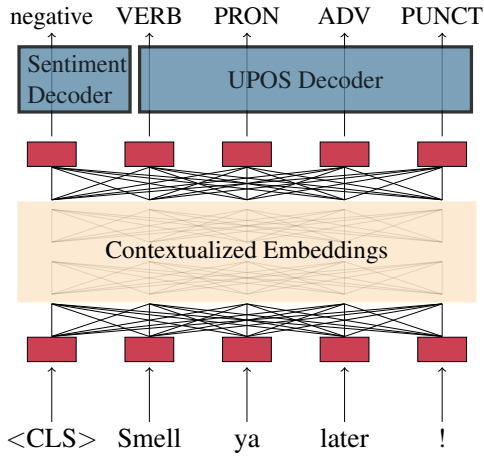 negative VERB PRON ADV PUNCT
Sentiment
Decoder
UPOS Decoder
Contextualized Embeddings
<CLS> Smell ya later !